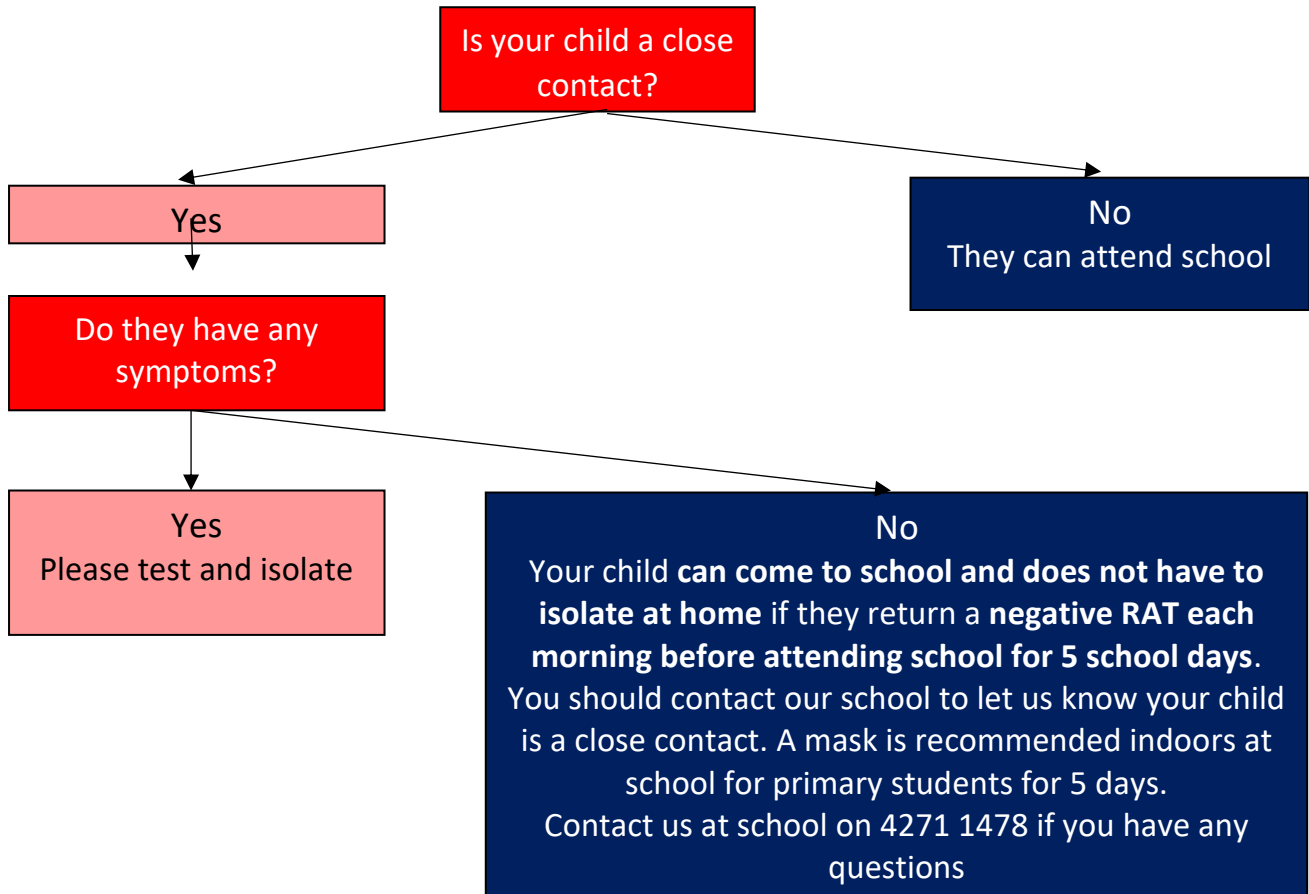 Is your child a close
contact?
Yes
No
They can attend school
Do they have any
symptoms?
Yes
Please test and isolate
No
Your child can come to school and does not have to
isolate at home if they return a negative RAT each
morning before attending school for 5 school days.
You should contact our school to let us know your child
is a close contact. A mask is recommended indoors at
school for primary students for 5 days.
Contact us at school on 4271 1478 if you have any
questions